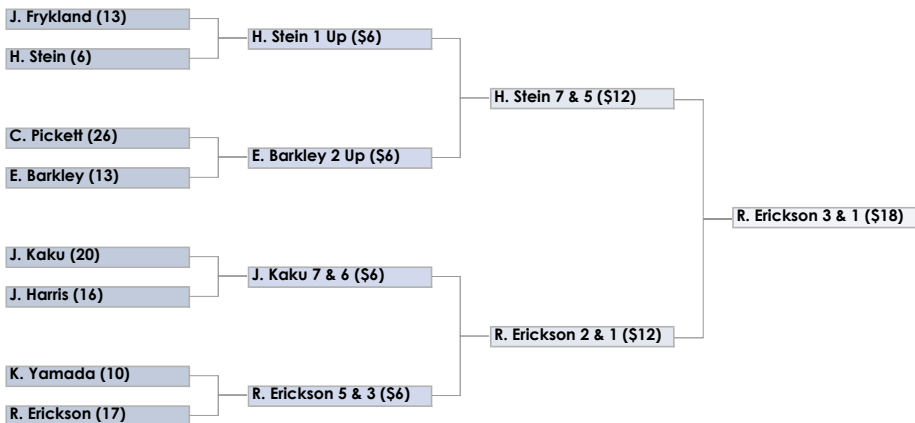 J. Frykland (13)
H. Stein 1 Up ($6)
H. Stein (6)
H. Stein 7 & 5 ($12)
C. Pickett (26)
E. Barkley 2 Up ($6)
E. Barkley (13)
R. Erickson 3 & 1 ($18)
J. Kaku (20)
J. Kaku 7 & 6 ($6)
J. Harris (16)
R. Erickson 2 & 1 ($12)
K. Yamada (10)
R. Erickson 5 & 3 ($6)
R. Erickson (17)